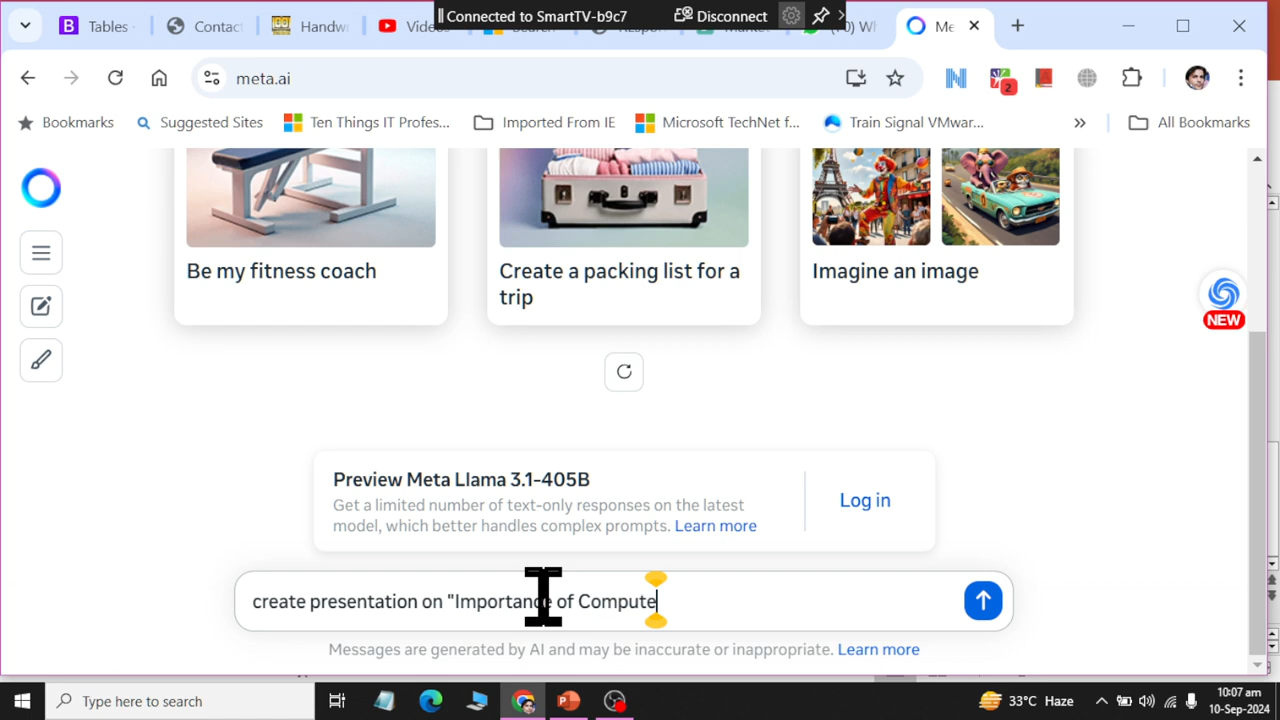 Connected to SmartTV-b9c7
Disconnect
Tables
Contac
Handw
Video
Me
meta.ai
2
Bookmarks
Suggested Sites
Ten Things IT Profes...
Imported From IE
Microsoft TechNet f...
Train Signal VMwar...
All Bookmarks
Be my fitness coach
Create a packing list for a
trip
Imagine an image
NEW
Preview Meta Llama 3.1-405B
Get a limited number of text-only responses on the latest
model, which better handles complex prompts. Learn more
Log in
create presentation on "Importance of Compute
Messages are generated by AI and may be inaccurate or inappropriate. Learn more
Type here to search
33°C Haze
10:07 am
10-Sep-2024